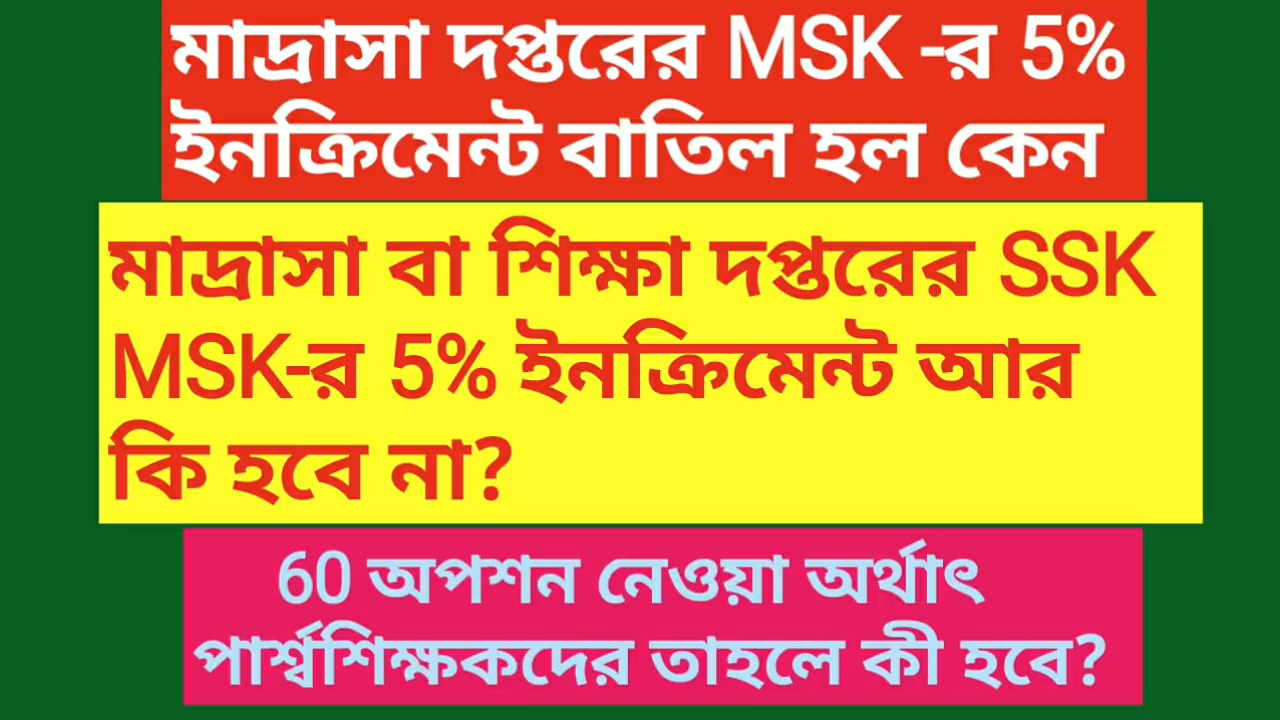 মাদ্রাসা দপ্তরের MSK -র 5%
ইনক্রিমেন্ট বাতিল হল কেন
মাদ্রাসা বা শিক্ষা দপ্তরের SSK
MSK-র 5% ইনক্রিমেন্ট আর
কি হবে না?
60 অপশন নেওয়া অর্থাৎ
পার্শ্বশিক্ষকদের তাহলে কী হবে?